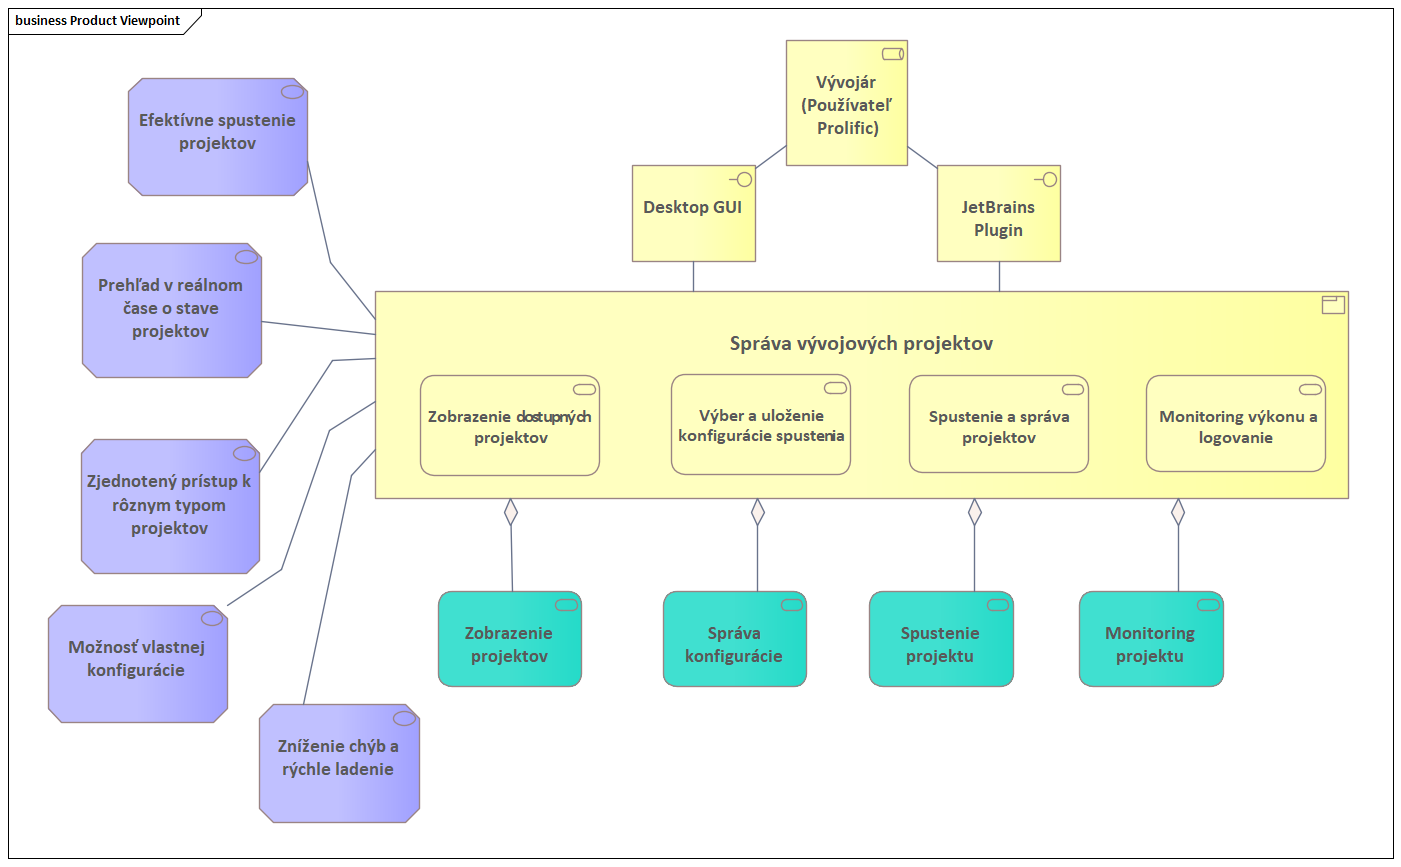 business Product Viewpoint
Vývojár
(Používateľ
Prolific)
Desktop GUI
JetBrains
Plugin
Efektívne spustenie
projektov
Prehľad v reálnom
čase o stave
projektov
Zjednotený prístup k
rôznym typom
projektov
Možnosť vlastnej
konfigurácie
Zníženie chýb a
rýchle ladenie
Správa vývojových projektov
Zobrazenie dostupných
projektov
Výber a uloženie
konfigurácie spustenia
Spustenie a správa
projektov
Monitoring výkonu a
logovanie
Zobrazenie
projektov
Správa
konfigurácie
Spustenie
projektu
Monitoring
projektu